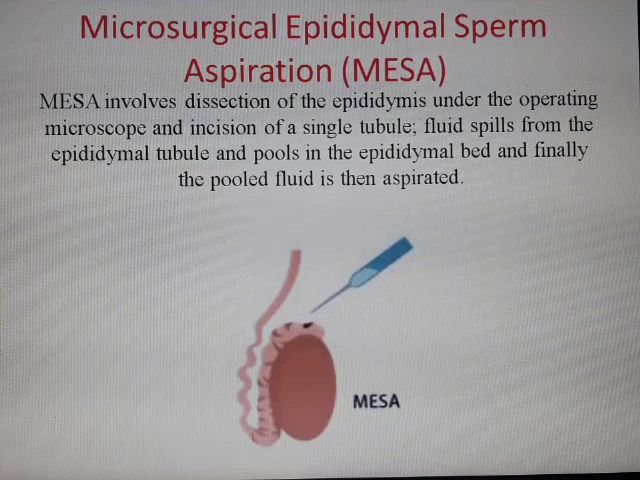 Microsurgical Epididymal Sperm
Aspiration (MESA)
MESA involves dissection of the epididymis under the operating
microscope and incision of a single tubule; fluid spills from the
epididymal tubule and pools in the epididymal bed and finally
the pooled fluid is then aspirated.
MESA